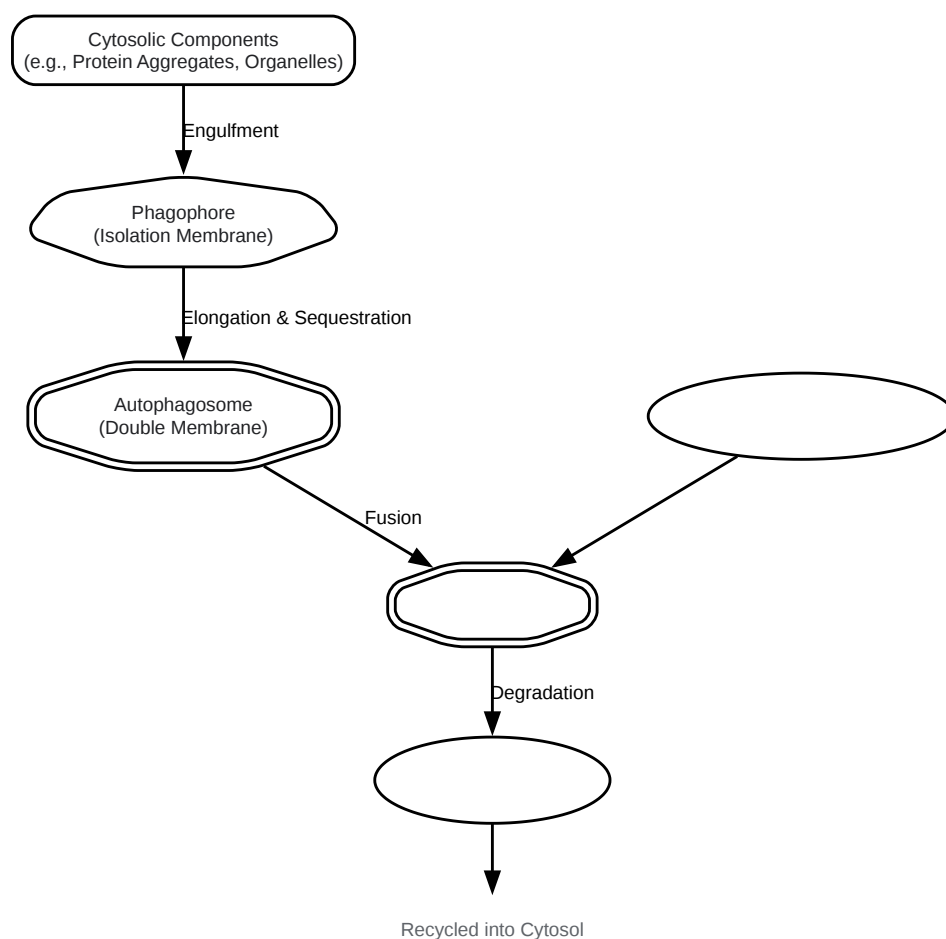 Cytosolic Components
(e.g., Protein Aggregates, Organelles)
Engulfment
Phagophore
(Isolation Membrane)
Elongation & Sequestration
Autophagosome
(Double Membrane)
Fusion
Degradation
Recycled into Cytosol